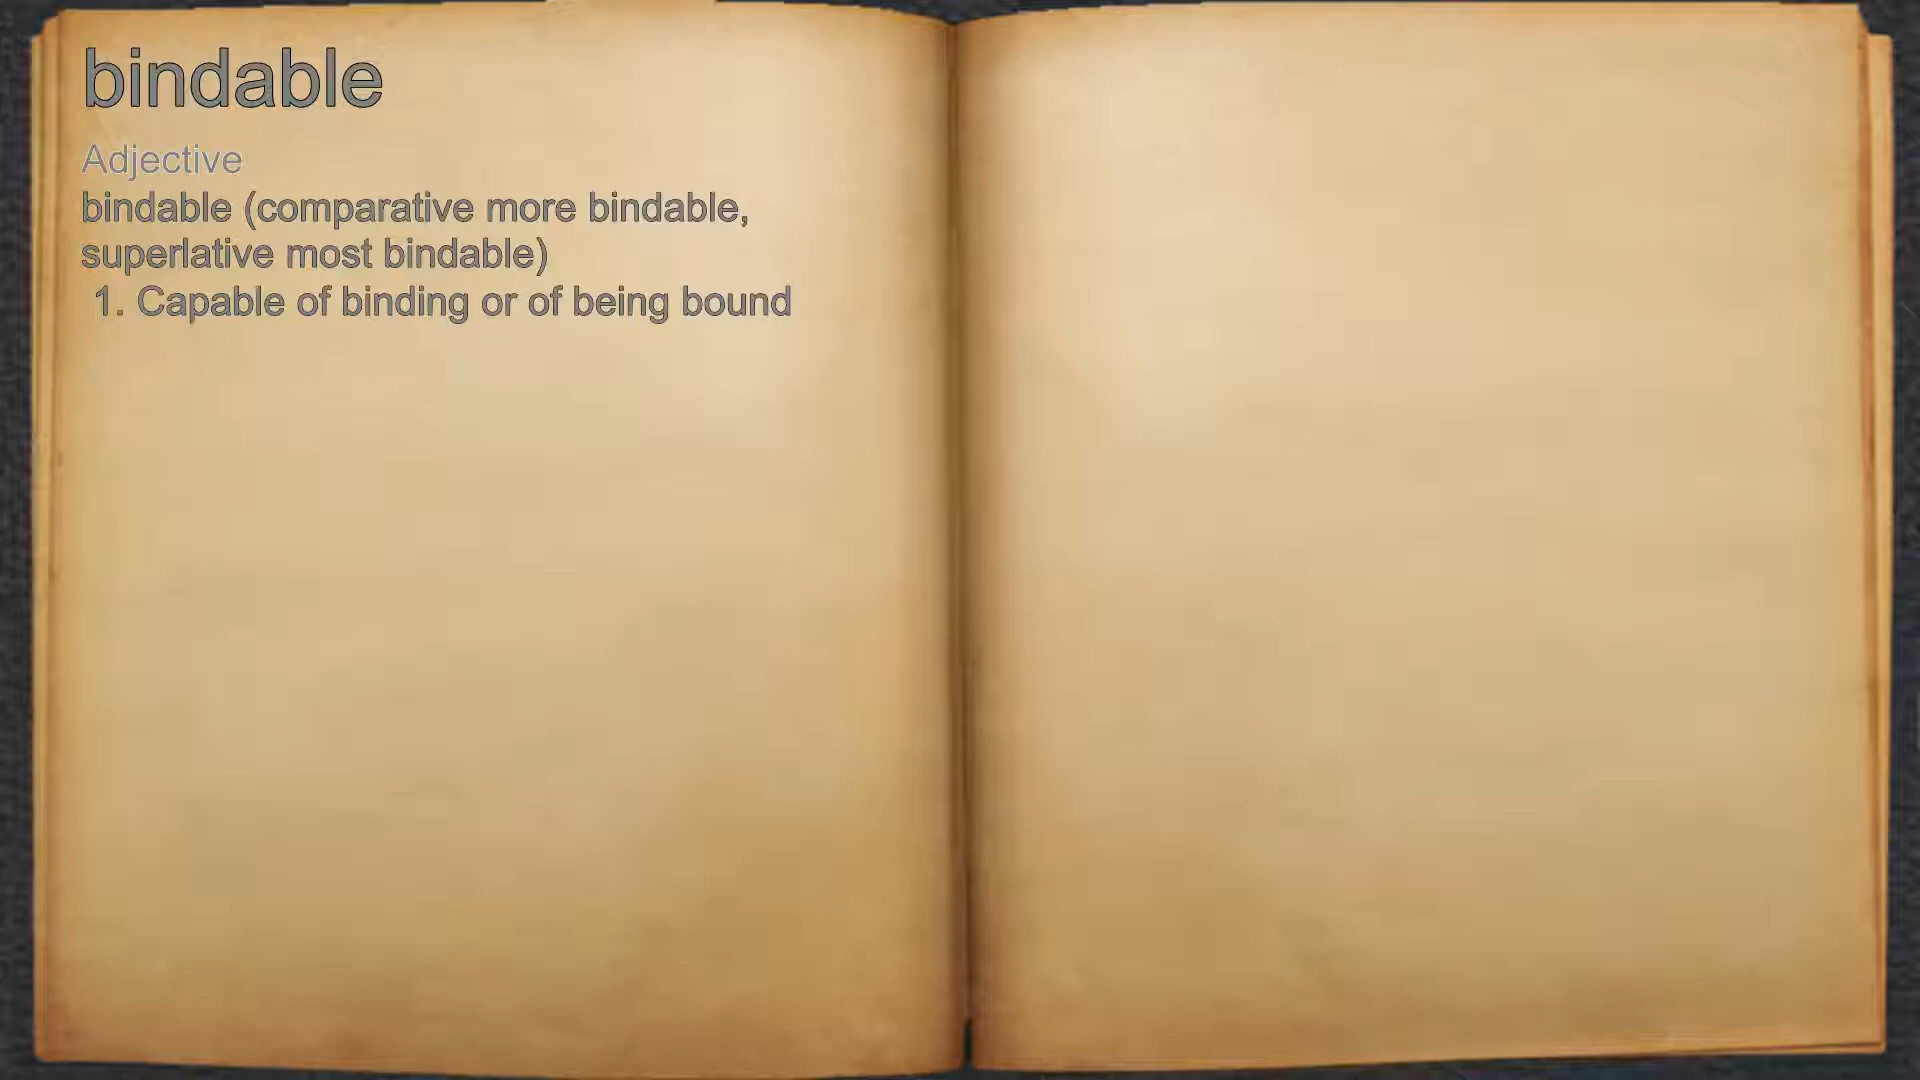 bindable
Adjective
bindable (comparative more bindable,
superlative most bindable)
1. Capable of binding or of being bound